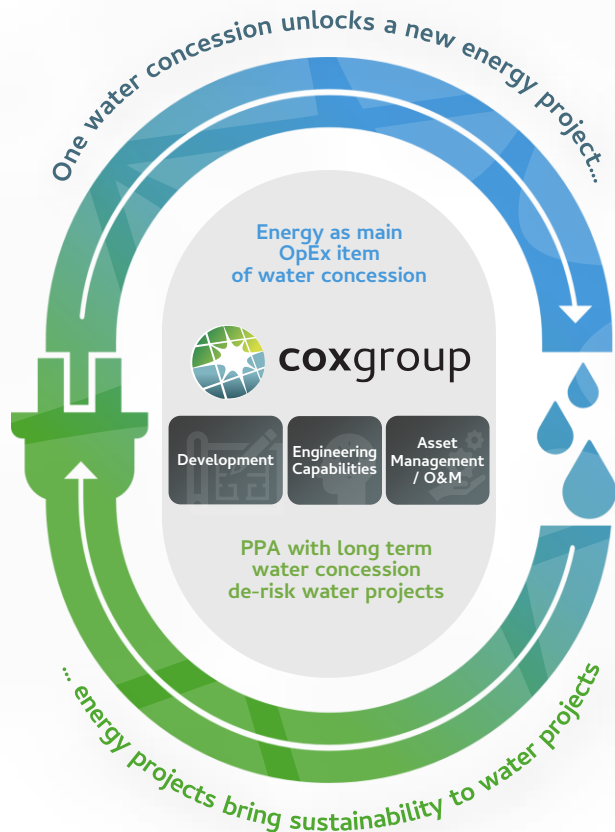 One water concession unlocks a new energy project...
Energy as main
OpEx item
of water concession
coxgroup
Development
Engineering
Capabilities
Asset
Management
/ O&M
PPA with long term
water concession
de-risk water projects
... energy projects bring sustainability to water projects